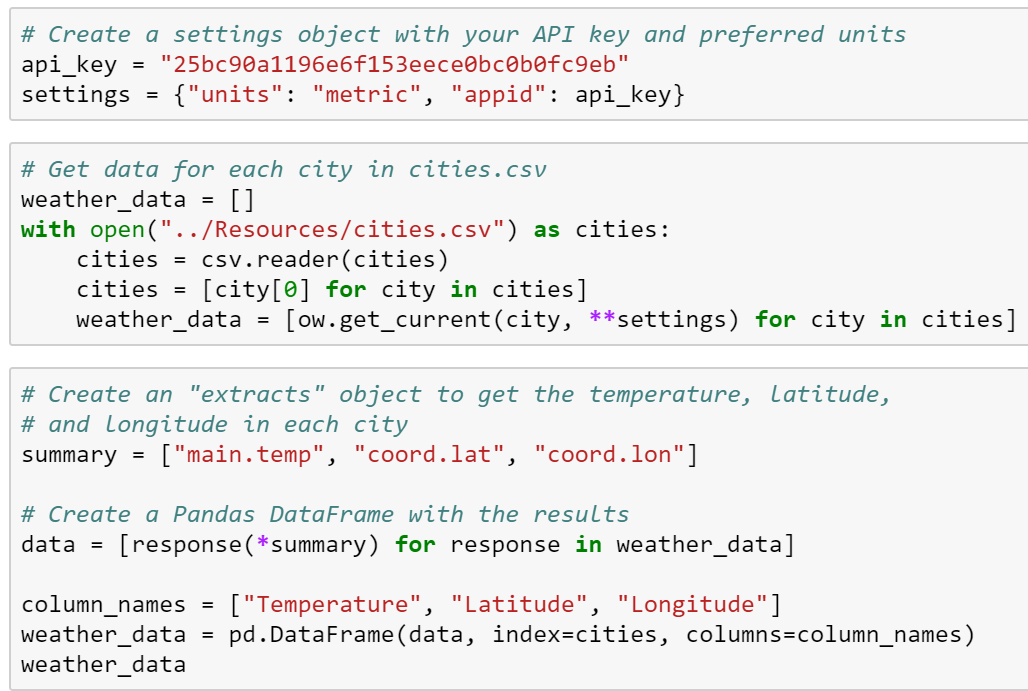 # Create a settings object with your API key and preferred units
api_key = "25bc90a1196e6f153eece0bc0b0fc9eb"
settings = {"units": "metric", "appid": api_key}
# Get data for each city in cities.csv
weather_data = []
with open("../Resources/cities.csv") as cities:
    cities = csv.reader(cities)
    cities = [city[0] for city in cities]
    weather_data = [ow.get_current(city, **settings) for city in cities]
# Create an "extracts" object to get the temperature, latitude,
# and longitude in each city
summary = ["main.temp", "coord.lat", "coord.lon"]
# Create a Pandas DataFrame with the results
data = [response(*summary) for response in weather_data]
column_names = ["Temperature", "Latitude", "Longitude"]
weather_data = pd.DataFrame(data, index=cities, columns=column_names)
weather_data